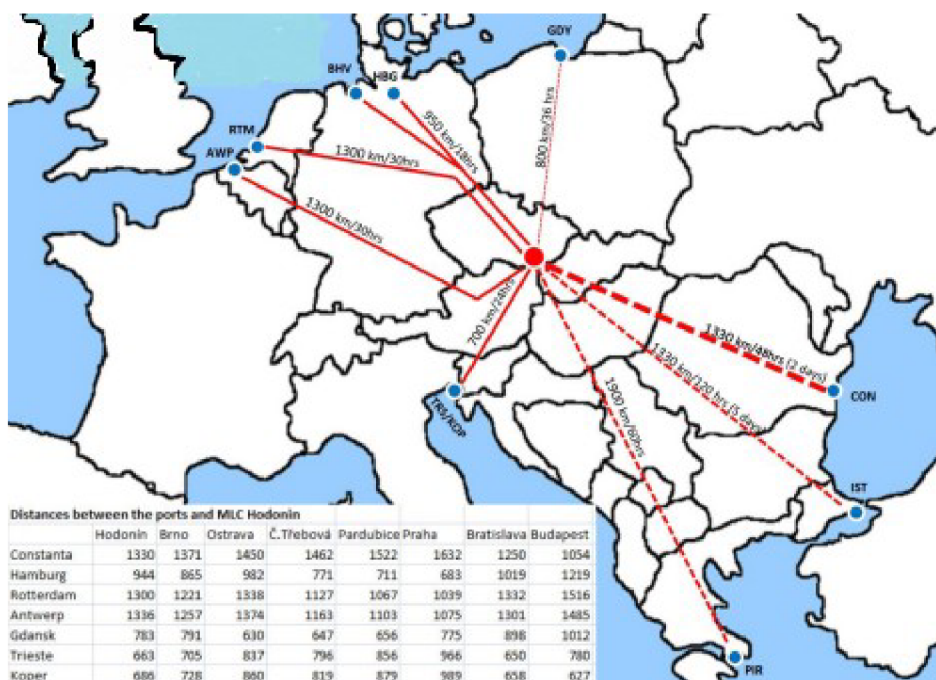 GDY
BHV
HBG
RTM
AWP
950 km/18hrs
800 km/36 hrs
1300 km/30hrs
1300 km/30hrs
700 km/24hrs
1330 km/48hrs (2 days)
1230 km/120 hrs (5 days)
1900 km/60hrs
CON
TRS/KOP
IST
PIR
Distances between the ports and MLC Hodonin
Hodonin Brno Ostrava Č.Třebová Pardubice Praha Bratislava Budapest
Constanta 1330 1371 1450 1462 1522 1632 1250 1054
Hamburg 944 865 982 771 711 683 1019 1219
Rotterdam 1300 1221 1338 1127 1067 1039 1332 1516
Antwerp 1336 1257 1374 1163 1103 1075 1301 1485
Gdansk 783 791 630 647 656 775 898 1012
Trieste 663 705 837 796 856 966 650 780
Koper 686 728 860 819 879 989 658 627